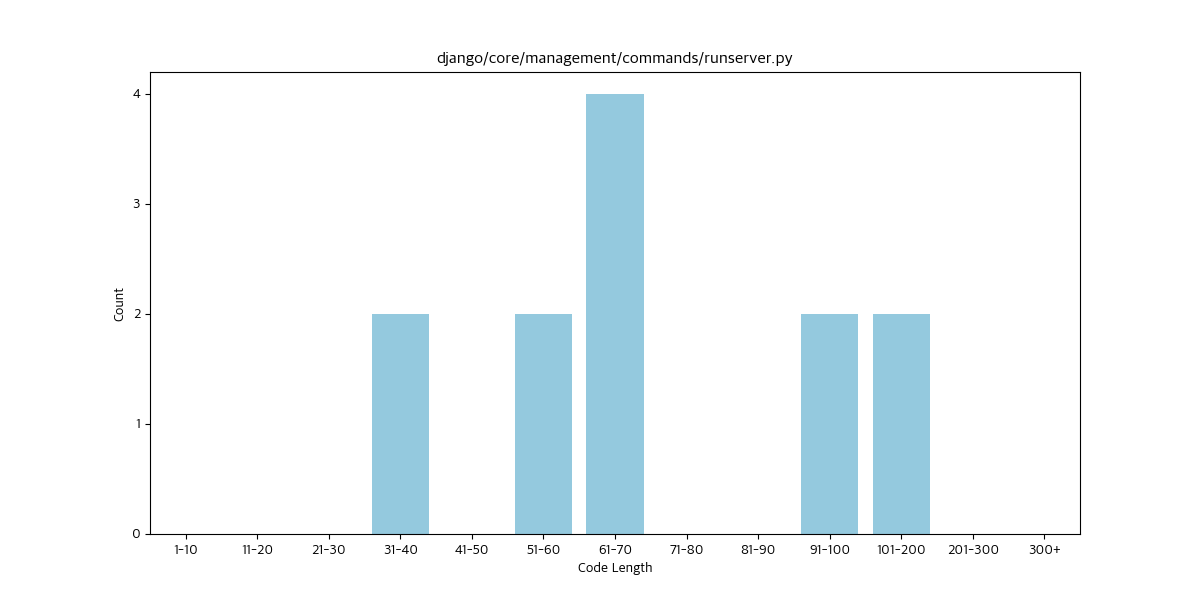 django/core/management/commands/runserver.py
4
3
Count
2
1
0
1-10 11-20 21-30 31-40 41-50 51-60 61-70 71-80 81-90 91-100 101-200 201-300 300+
Code Length